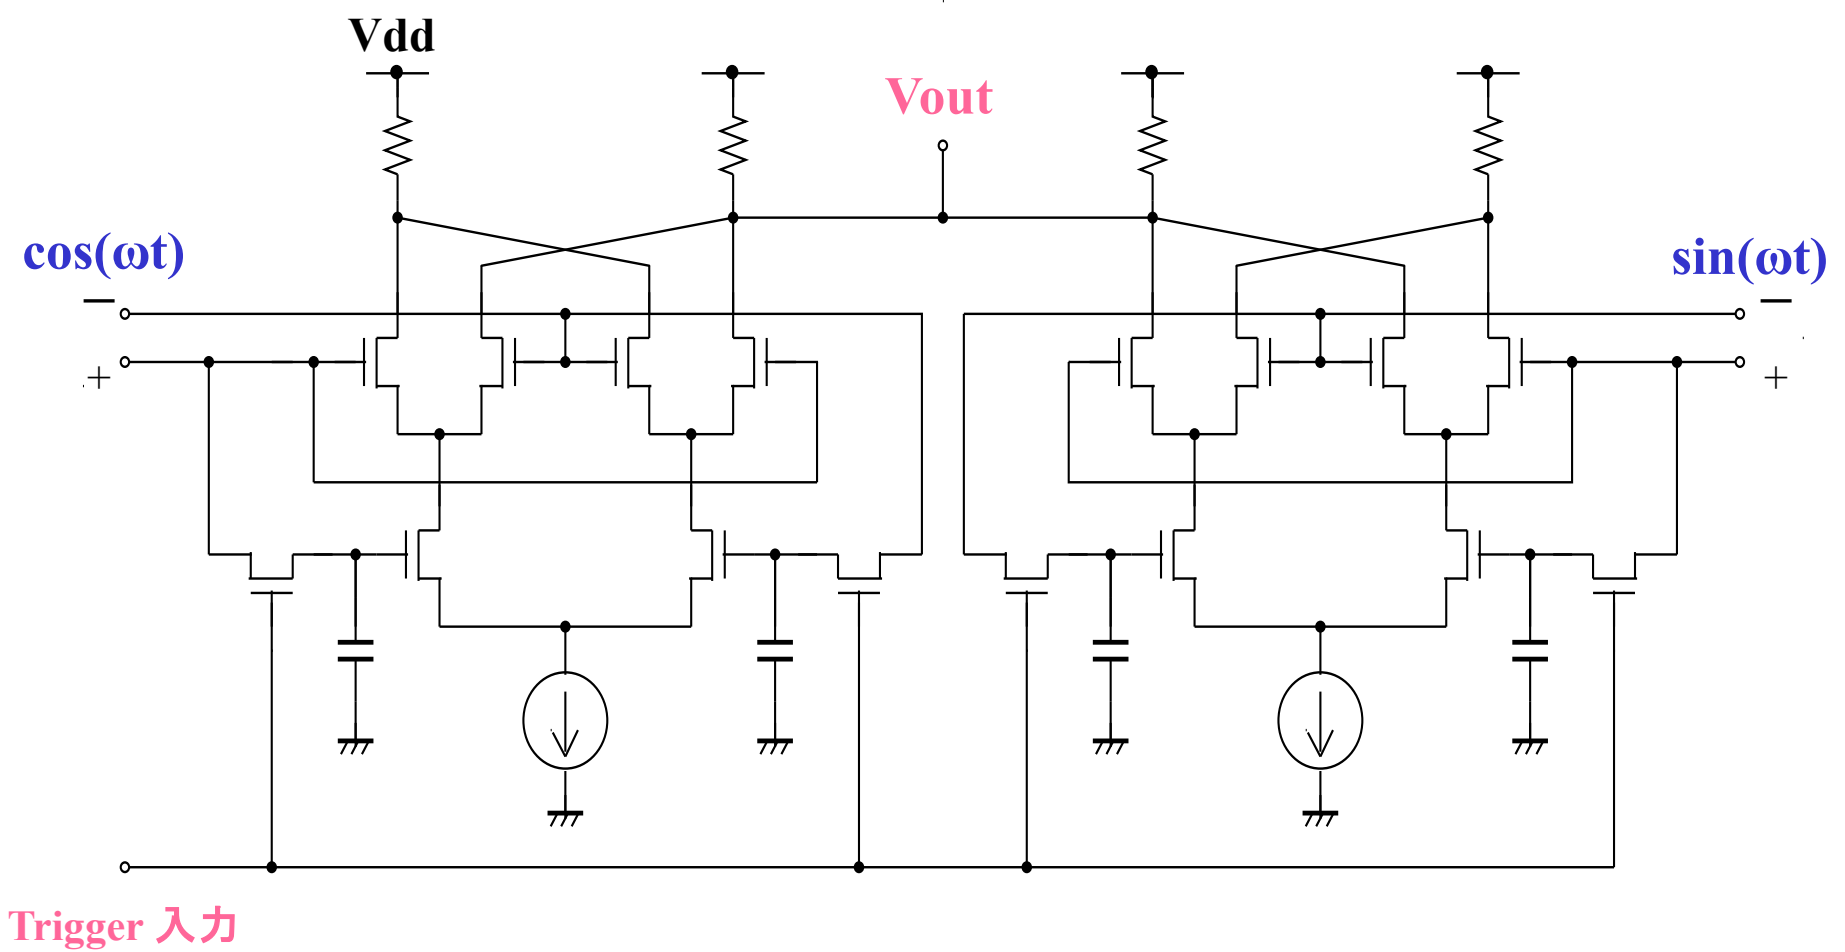 Vdd
Vout
cos(ωt)
sin(ωt)
−
−
+
+
Trigger 入力